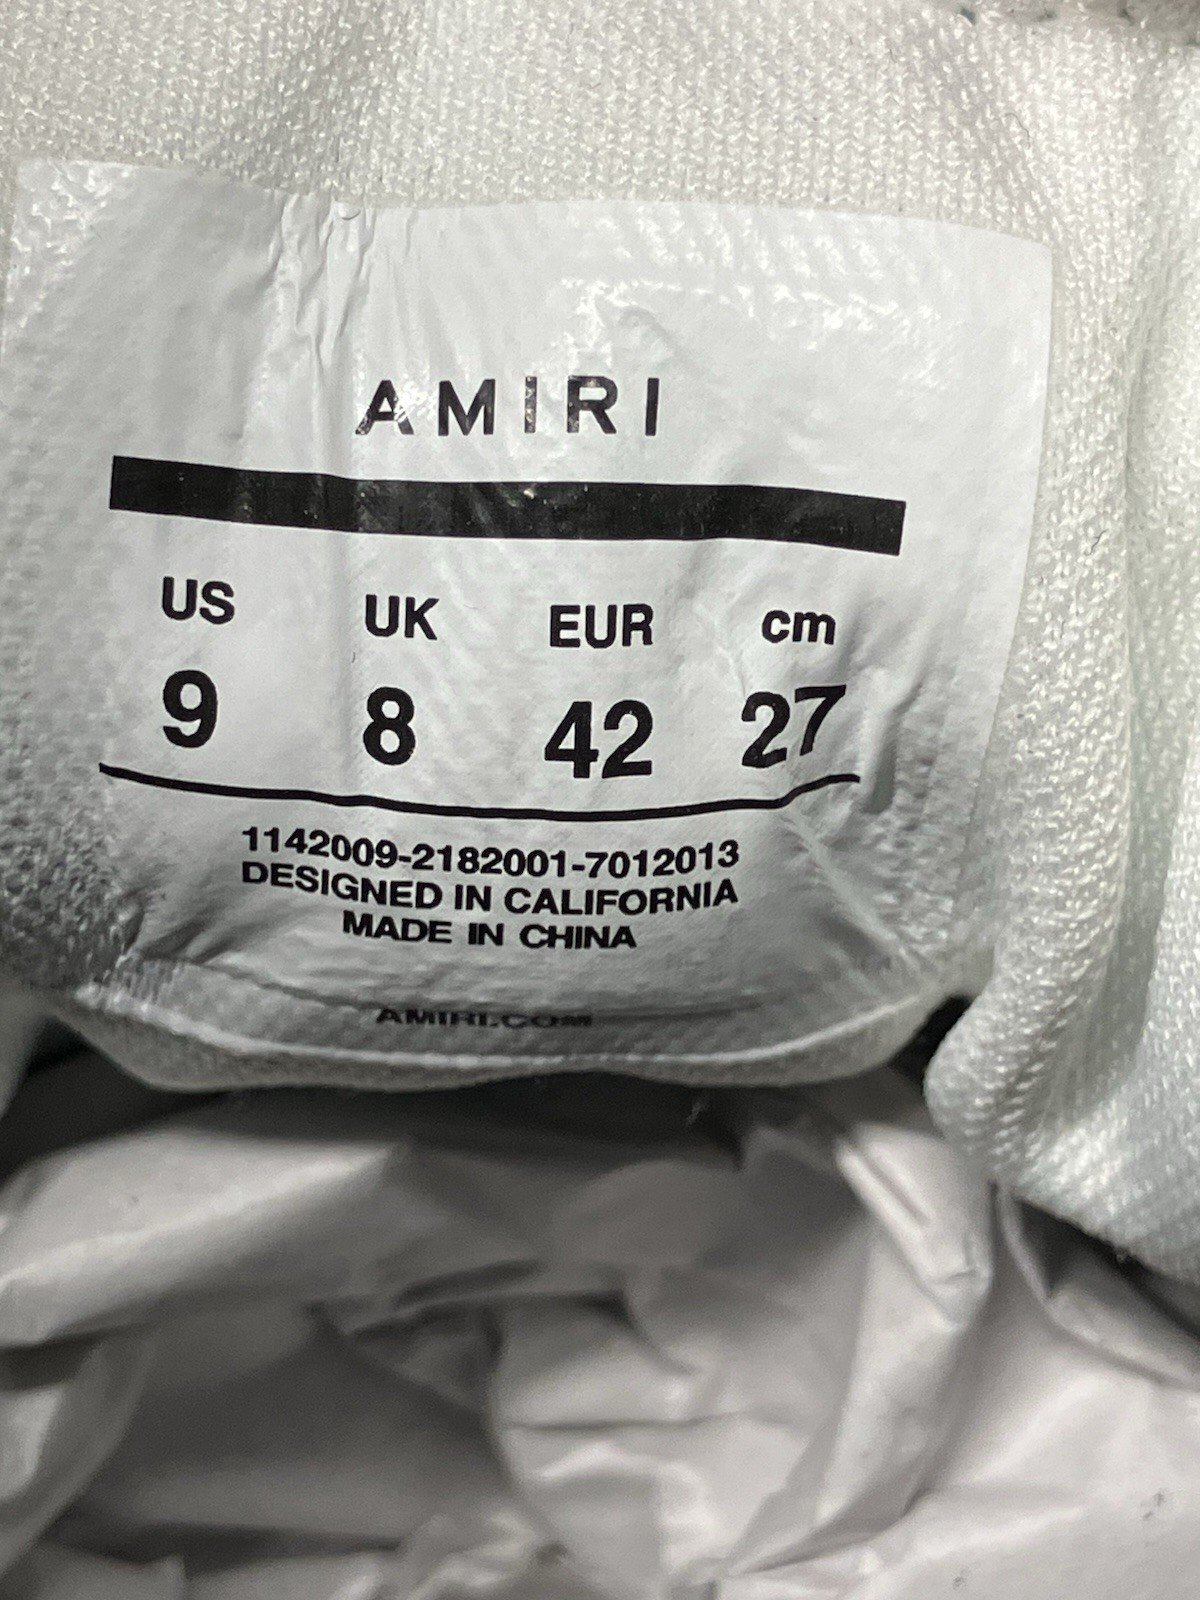 AMIRI
US UK EUR cm
9 8 42 27
1142009-2182001-7012013
DESIGNED IN CALIFORNIA
MADE IN CHINA
AMIRI.COM